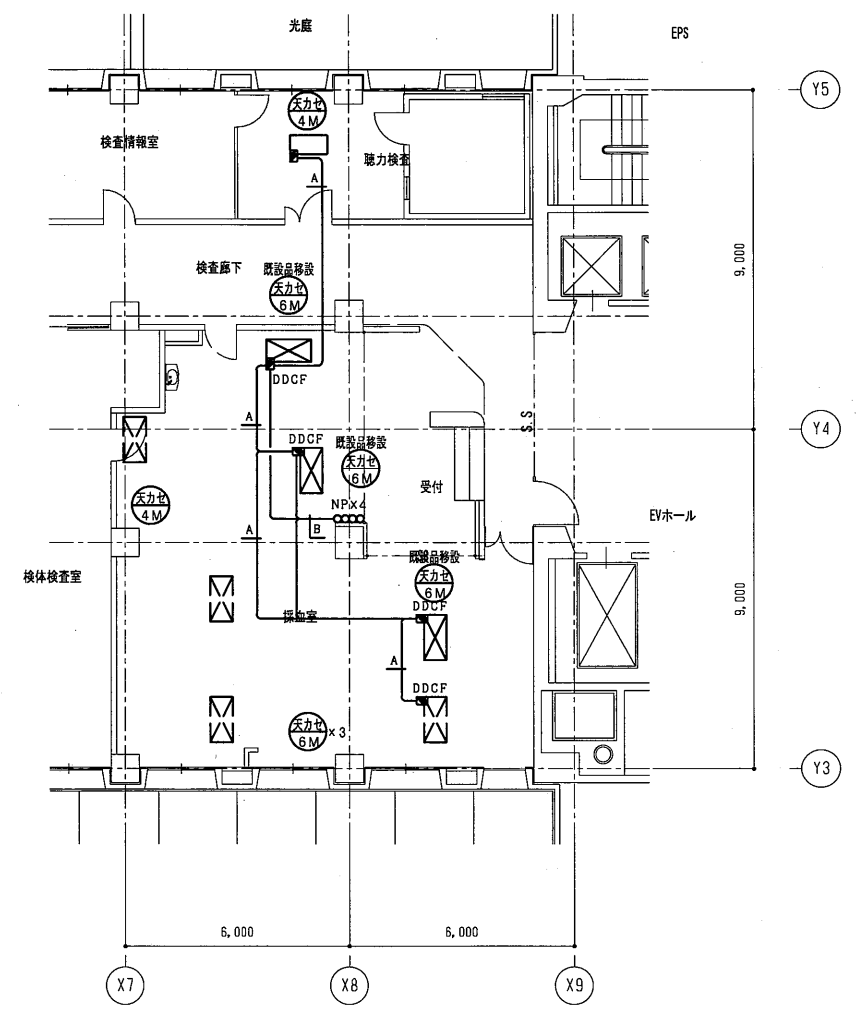 光庭
EPS
Y5
天カセ
4M
検査情報室
聴力検査
A
9,000
検査廊下
既設品移設
天カセ
6M
DDCF
A
S.S
Y4
DDCF
既設品移設
天カセ
6M
受付
天カセ
4M
NP×4
A
B
EVホール
既設品移設
検体検査室
天カセ
6M
9,000
DDCF
採血室
A
DDCF
天カセ
6M
×3
Y3
6,000
6,000
X7
X8
X9